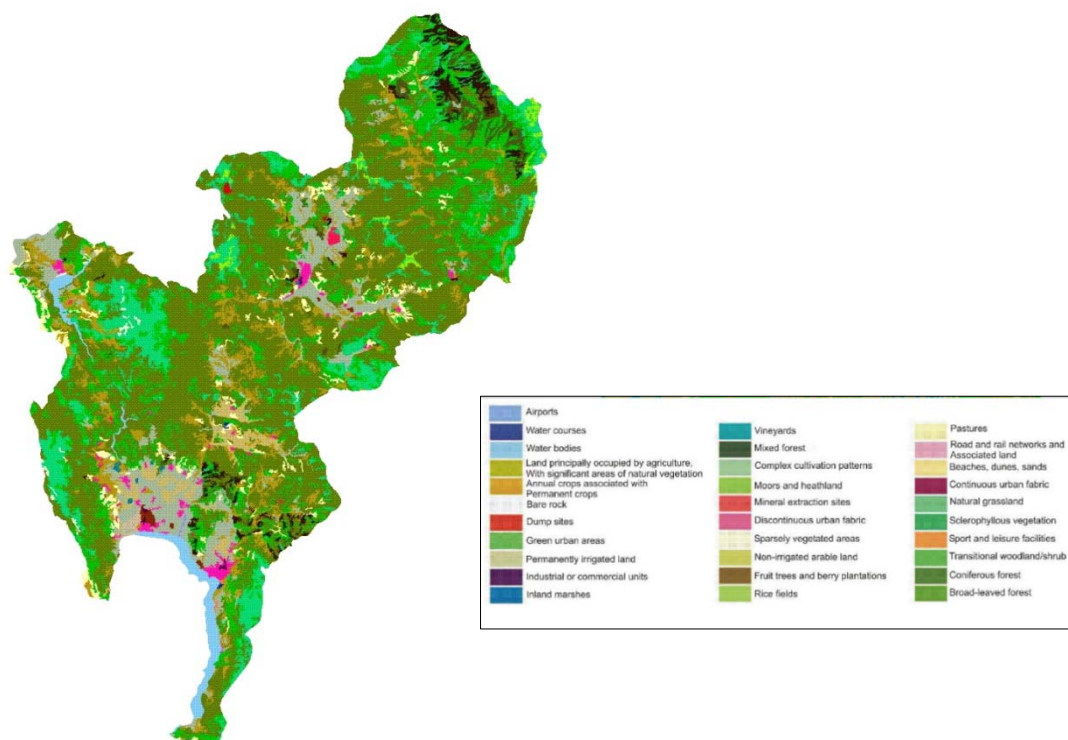 Airports
Water courses
Water bodies
Land principally occupied by agriculture,
With significant areas of natural vegetation
Annual crops associated with
Permanent crops
Bare rock
Dump sites
Green urban areas
Permanently irrigated land
Industrial or commercial units
Inland marshes
Vineyards
Mixed forest
Complex cultivation patterns
Moors and heathland
Mineral extraction sites
Discontinuous urban fabric
Sparsely vegetated areas
Non-irrigated arable land
Fruit trees and berry plantations
Rice fields
Pastures
Road and rail networks and
Associated land
Beaches, dunes, sands
Continuous urban fabric
Natural grassland
Sclerophyllous vegetation
Sport and leisure facilities
Transitional woodland/shrub
Coniferous forest
Broad-leaved forest